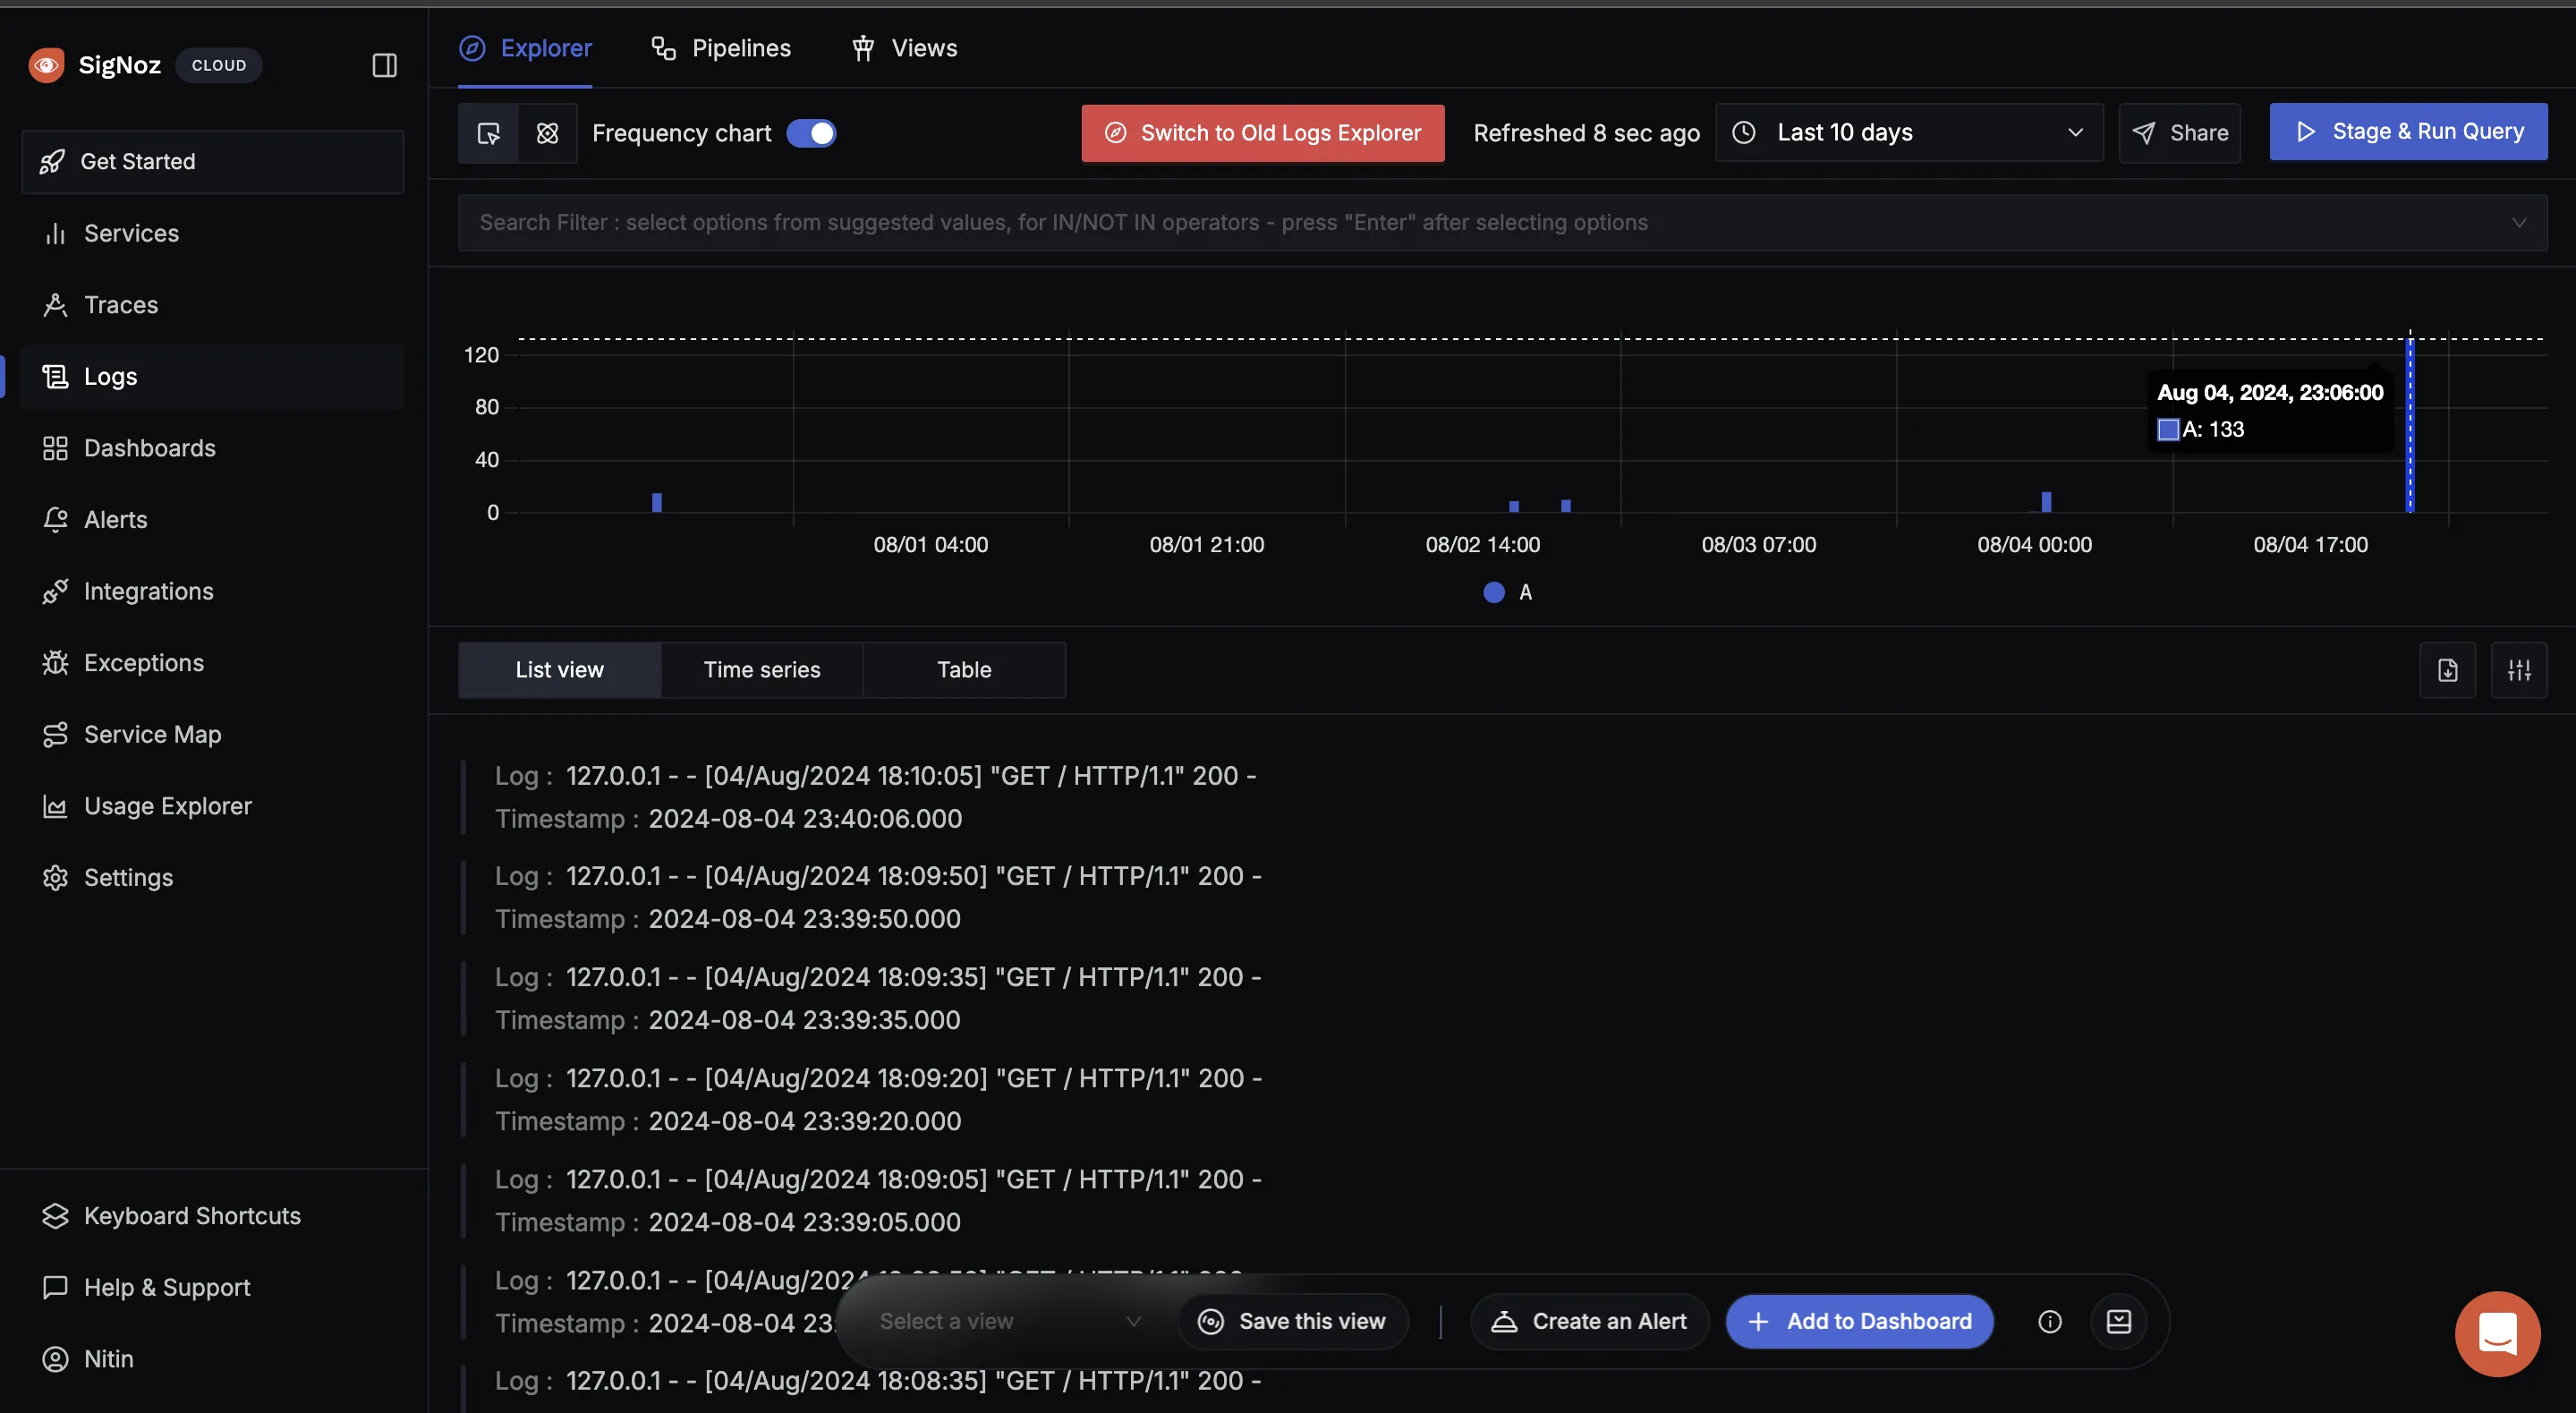 SigNoz CLOUD
Get Started
Services
Traces
Logs
Dashboards
Alerts
Integrations
Exceptions
Service Map
Usage Explorer
Settings
Keyboard Shortcuts
Help & Support
Nitin
Explorer Pipelines Views
Frequency chart Switch to Old Logs Explorer Refreshed 8 sec ago Last 10 days Share Stage & Run Query
Search Filter : select options from suggested values, for IN/NOT IN operators - press "Enter" after selecting options
120
80
40
0
Aug 04, 2024, 23:06:00
A: 133
08/01 04:00 08/01 21:00 08/02 14:00 08/03 07:00 08/04 00:00 08/04 17:00
A
List view Time series Table
Log : 127.0.0.1 - - [04/Aug/2024 18:10:05] "GET / HTTP/1.1" 200 -
Timestamp : 2024-08-04 23:40:06.000
Log : 127.0.0.1 - - [04/Aug/2024 18:09:50] "GET / HTTP/1.1" 200 -
Timestamp : 2024-08-04 23:39:50.000
Log : 127.0.0.1 - - [04/Aug/2024 18:09:35] "GET / HTTP/1.1" 200 -
Timestamp : 2024-08-04 23:39:35.000
Log : 127.0.0.1 - - [04/Aug/2024 18:09:20] "GET / HTTP/1.1" 200 -
Timestamp : 2024-08-04 23:39:20.000
Log : 127.0.0.1 - - [04/Aug/2024 18:09:05] "GET / HTTP/1.1" 200 -
Timestamp : 2024-08-04 23:39:05.000
Log : 127.0.0.1 - - [04/Aug/2024
Timestamp : 2024-08-04 23:
Select a view Save this view Create an Alert Add to Dashboard
Log : 127.0.0.1 - - [04/Aug/2024 18:08:35] "GET / HTTP/1.1" 200 -